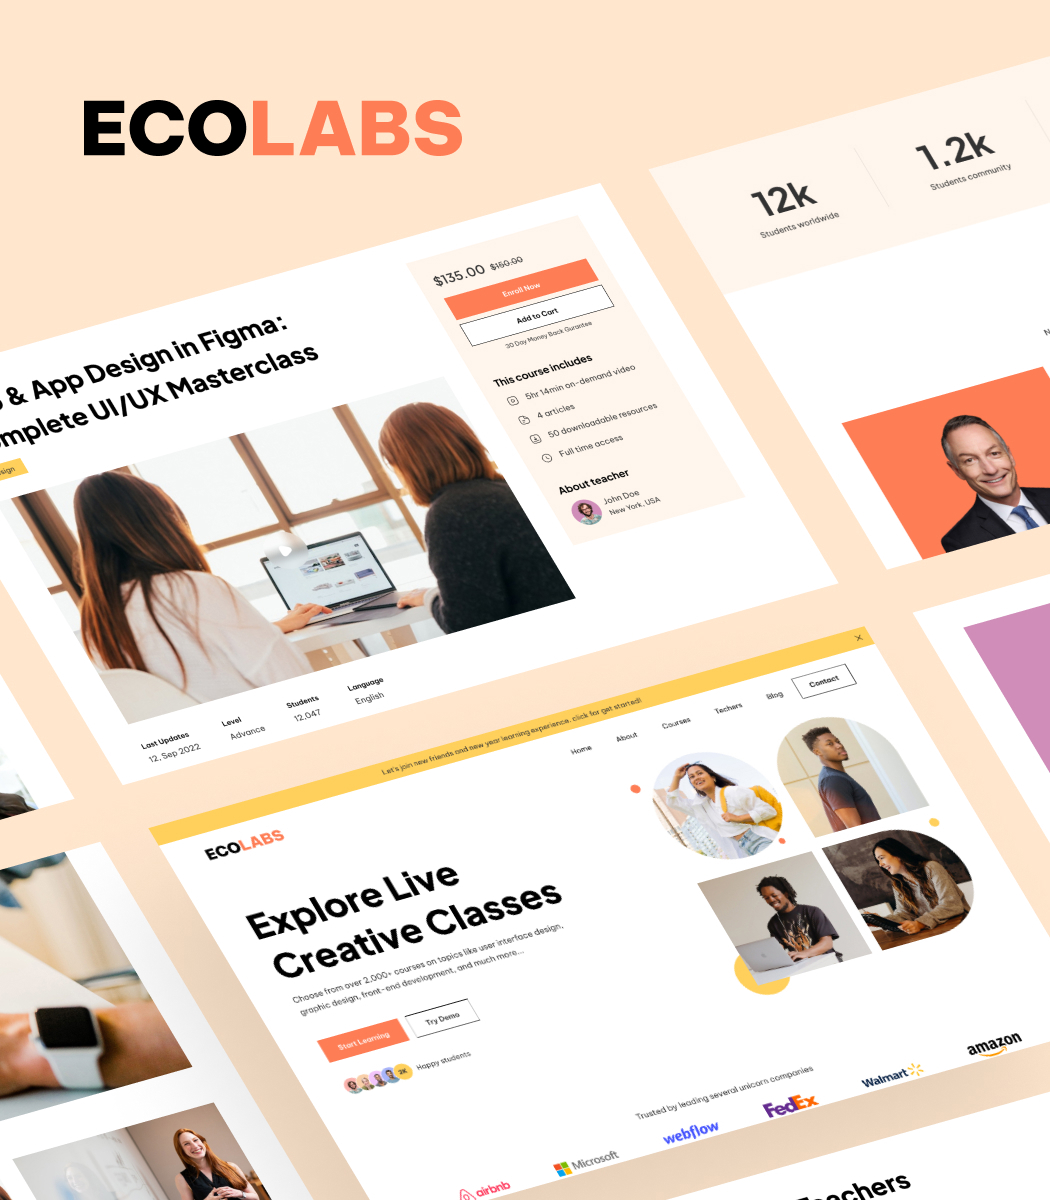 ECOLABS
12k
Students worldwide
1.2k
Students community
$135.00 $150.00
Enroll Now
Add to Cart
30 Day Money Back Gurantee
& App Design in Figma:
UI/UX Masterclass
This course includes
5hr 14min on-demand video
4 articles
50 downloadable resources
Full time access
About teacher
John Doe
New York, USA
Last Updates
12, Sep 2022
Level
Advance
Students
12,047
Language
English
Let's join new friends and new year learning experience. click for get started!
ECOLABS
Home
About
Courses
Techers
Blog
Contact
Explore Live
Creative Classes
Choose from over 2,000+ courses on topics like user interface design,
graphic design, front-end development, and much more...
Start Learning
Try Demo
2K
Happy students
Trusted by leading several unicorn companies
airbnb
Microsoft
webflow
FedEx
Walmart
amazon